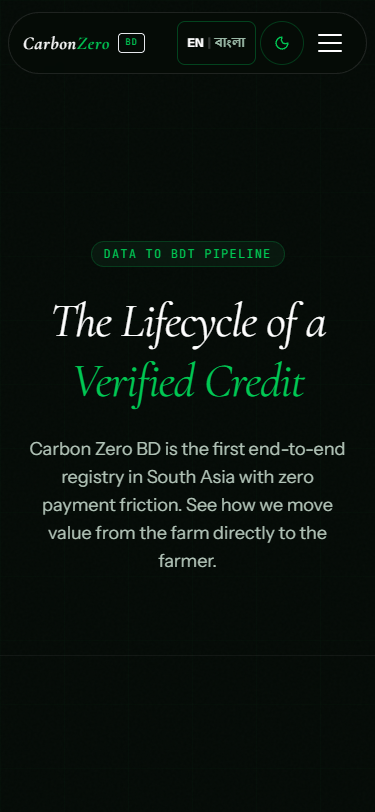 CarbonZero BD EN | বাংলা
DATA TO BDT PIPELINE
The Lifecycle of a
Verified Credit
Carbon Zero BD is the first end-to-end
registry in South Asia with zero
payment friction. See how we move
value from the farm directly to the
farmer.